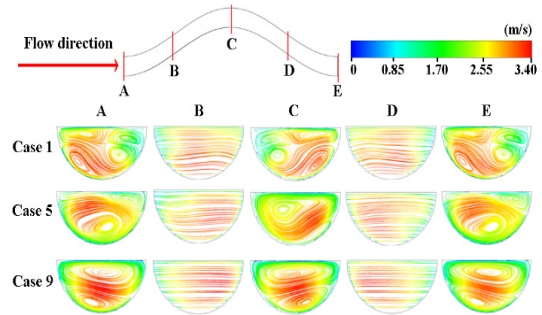 (m/s)
Flow direction
0 0.85 1.70 2.55 3.40
A B C D E
A B C D E
Case 1
Case 5
Case 9